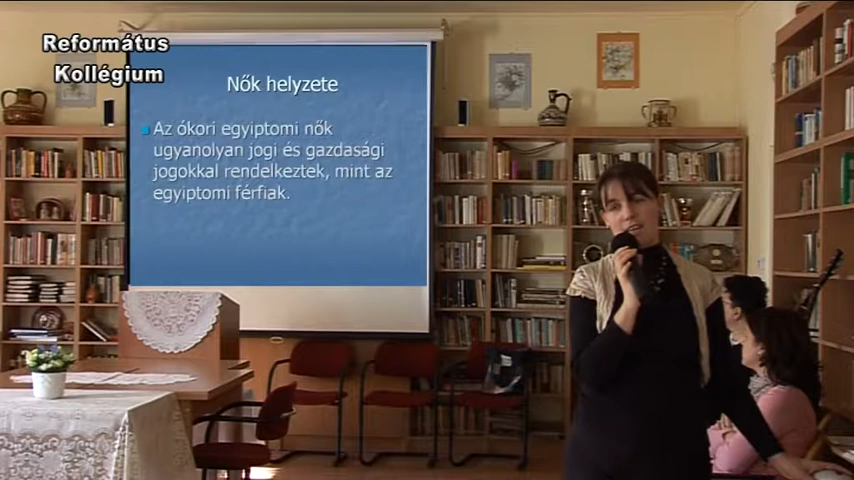 Református
Kollégium
Nők helyzete
Az ókori egyiptomi nők
ugyanolyan jogi és gazdasági
jogokkal rendelkeztek, mint az
egyiptomi férfiak.